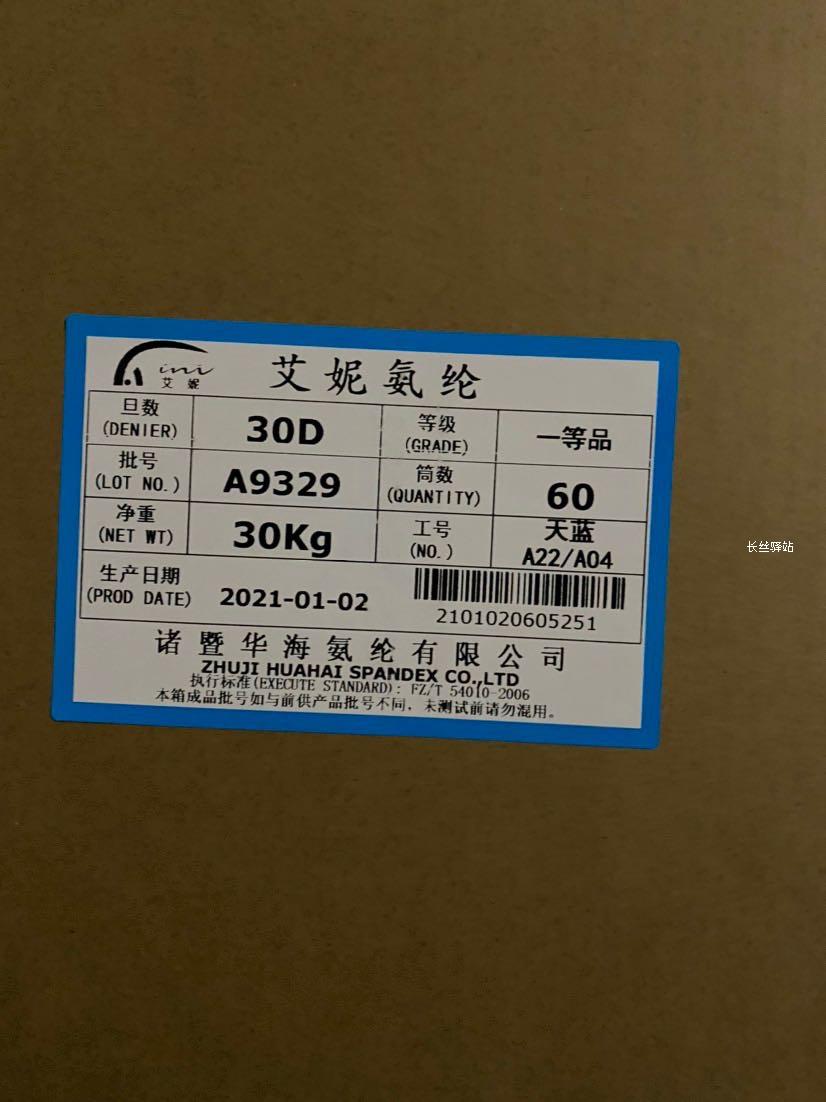 ini
艾妮
艾妮氨纶
旦数
(DENIER)
30D
等级
(GRADE)
一等品
批号
(LOT NO.)
A9329
筒数
(QUANTITY)
60
净重
(NET WT)
30Kg
工号
(NO.)
天蓝
A22/A04
生产日期
(PROD DATE)
2021-01-02
2101020605251
诸暨华海氨纶有限公司
ZHUJI HUAHAI SPANDEX CO.,LTD
执行标准(EXECUTE STANDARD): FZ/T 54010-2006
本箱成品批号如与前供产品批号不同，未测试前请勿混用。
长丝驿站